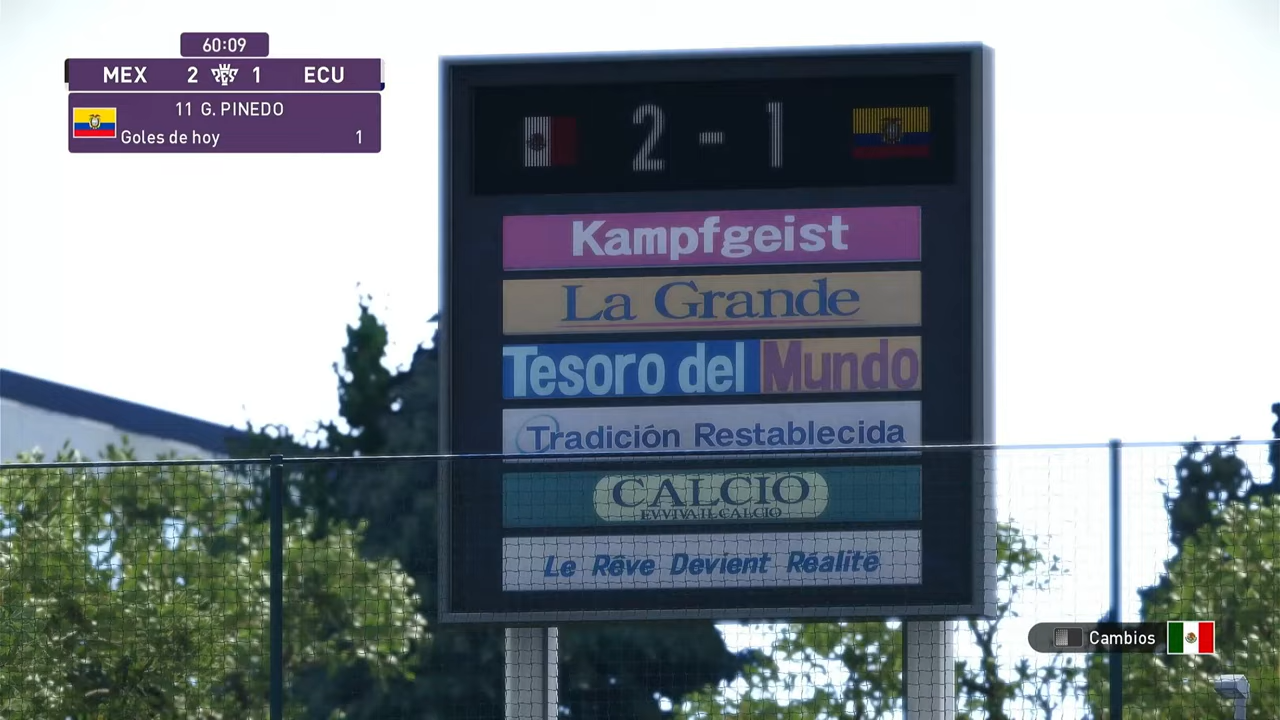 60:09
MEX 2 1 ECU
11 G. PINEDO
Goles de hoy 1
2 - 1
Kampfgeist
La Grande
Tesoro del Mundo
Tradición Restablecida
CALCIO
EVVIVA IL CALCIO
Le Rêve Devient Réalité
Cambios